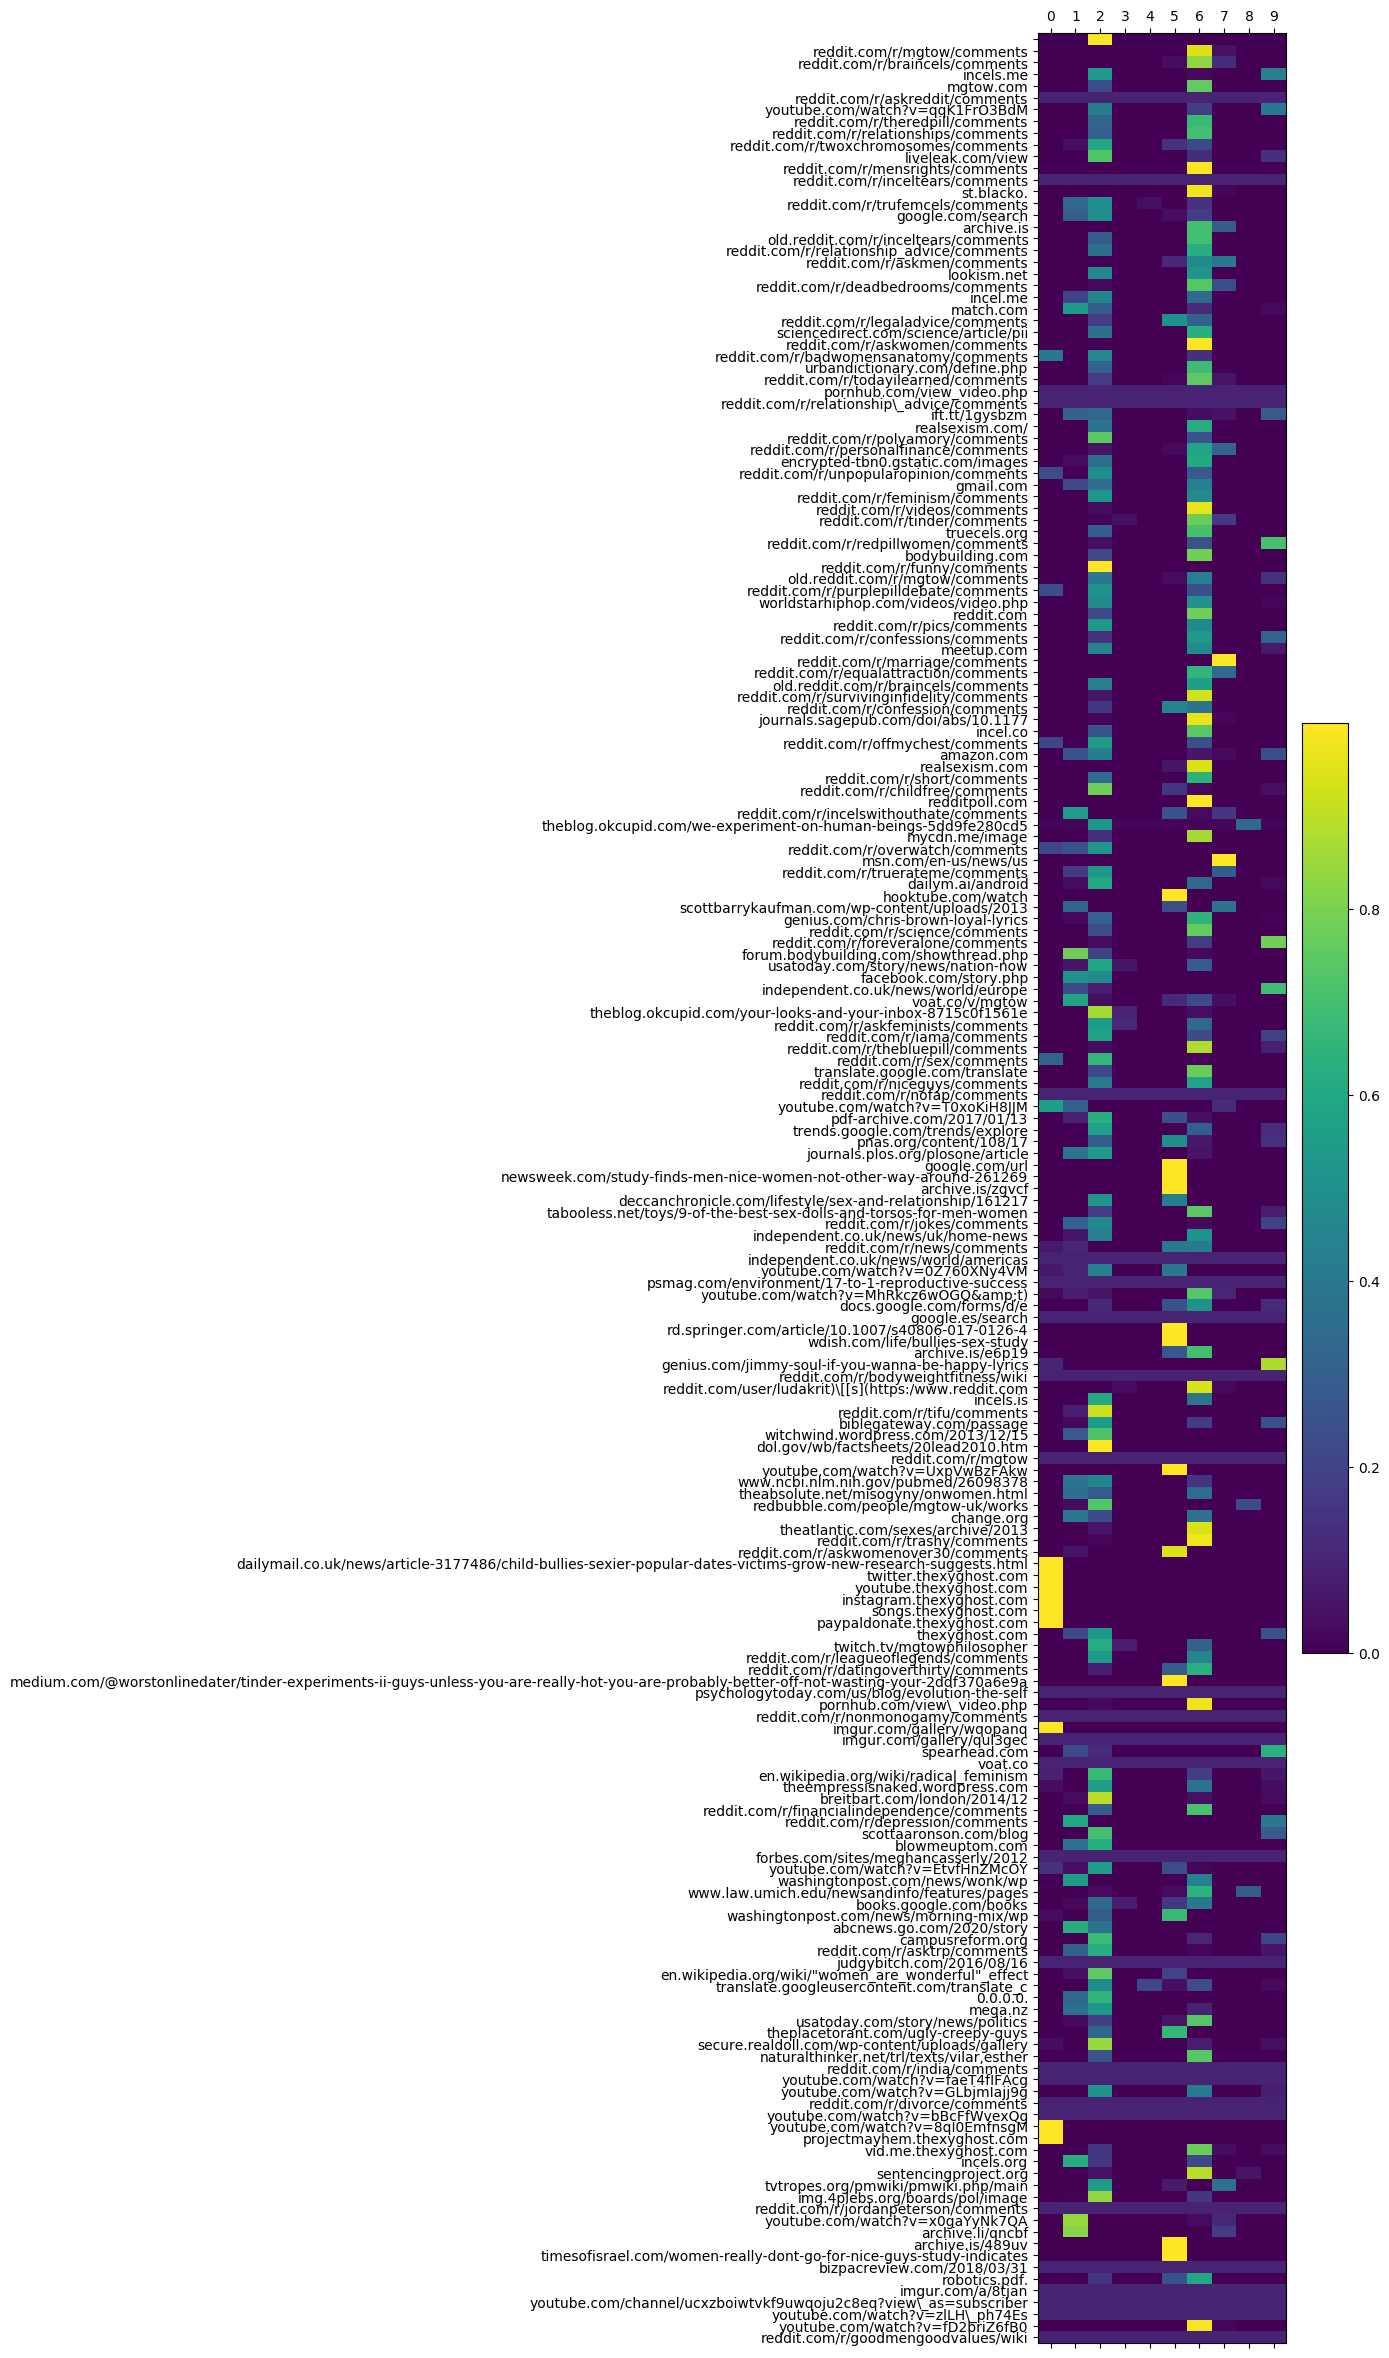 0 1 2 3 4 5 6 7 8 9
reddit.com/r/mgtow/comments
reddit.com/r/braincels/comments
incels.me
mgtow.com
reddit.com/r/askreddit/comments
youtube.com/watch?v=qgK1FrO3BdM
reddit.com/r/theredpill/comments
reddit.com/r/relationships/comments
reddit.com/r/twoxchromosomes/comments
liveleak.com/view
reddit.com/r/mensrights/comments
reddit.com/r/inceltears/comments
st.blacko.
reddit.com/r/trufemcels/comments
google.com/search
archive.is
old.reddit.com/r/inceltears/comments
reddit.com/r/relationship_advice/comments
reddit.com/r/askmen/comments
lookism.net
reddit.com/r/deadbedrooms/comments
incel.me
match.com
reddit.com/r/legaladvice/comments
sciencedirect.com/science/article/pii
reddit.com/r/askwomen/comments
reddit.com/r/badwomensanatomy/comments
urbandictionary.com/define.php
reddit.com/r/todayilearned/comments
pornhub.com/view_video.php
reddit.com/r/relationship\_advice/comments
ift.tt/1gysbzm
realsexism.com/
reddit.com/r/polyamory/comments
reddit.com/r/personalfinance/comments
encrypted-tbn0.gstatic.com/images
reddit.com/r/unpopularopinion/comments
gmail.com
reddit.com/r/feminism/comments
reddit.com/r/videos/comments
reddit.com/r/tinder/comments
truecels.org
reddit.com/r/redpillwomen/comments
bodybuilding.com
reddit.com/r/funny/comments
old.reddit.com/r/mgtow/comments
reddit.com/r/purplepilldebate/comments
worldstarhiphop.com/videos/video.php
reddit.com
reddit.com/r/pics/comments
reddit.com/r/confessions/comments
meetup.com
reddit.com/r/marriage/comments
reddit.com/r/equalattraction/comments
old.reddit.com/r/braincels/comments
reddit.com/r/survivinginfidelity/comments
reddit.com/r/confession/comments
journals.sagepub.com/doi/abs/10.1177
incel.co
reddit.com/r/offmychest/comments
amazon.com
realsexism.com
reddit.com/r/short/comments
reddit.com/r/childfree/comments
redditpoll.com
reddit.com/r/incelswithouthate/comments
theblog.okcupid.com/we-experiment-on-human-beings-5dd9fe280cd5
mycdn.me/image
reddit.com/r/overwatch/comments
msn.com/en-us/news/us
reddit.com/r/truerateme/comments
dailym.ai/android
hooktube.com/watch
scottbarrykaufman.com/wp-content/uploads/2013
genius.com/chris-brown-loyal-lyrics
reddit.com/r/science/comments
reddit.com/r/foreveralone/comments
forum.bodybuilding.com/showthread.php
usatoday.com/story/news/nation-now
facebook.com/story.php
independent.co.uk/news/world/europe
voat.co/v/mgtow
theblog.okcupid.com/your-looks-and-your-inbox-8715c0f1561e
reddit.com/r/askfeminists/comments
reddit.com/r/iama/comments
reddit.com/r/thebluepill/comments
reddit.com/r/sex/comments
translate.google.com/translate
reddit.com/r/niceguys/comments
reddit.com/r/nofap/comments
youtube.com/watch?v=T0xoKiH8JJM
pdf-archive.com/2017/01/13
trends.google.com/trends/explore
pnas.org/content/108/17
journals.plos.org/plosone/article
google.com/url
newsweek.com/study-finds-men-nice-women-not-other-way-around-261269
archive.is/zgvcf
deccanchronicle.com/lifestyle/sex-and-relationship/161217
tabooless.net/toys/9-of-the-best-sex-dolls-and-torsos-for-men-women
reddit.com/r/jokes/comments
independent.co.uk/news/uk/home-news
reddit.com/r/news/comments
independent.co.uk/news/world/americas
youtube.com/watch?v=0Z760XNy4VM
psmag.com/environment/17-to-1-reproductive-success
youtube.com/watch?v=MhRkcz6wOGQ&amp;t)
docs.google.com/forms/d/e
google.es/search
rd.springer.com/article/10.1007/s40806-017-0126-4
wdish.com/life/bullies-sex-study
archive.is/e6p19
genius.com/jimmy-soul-if-you-wanna-be-happy-lyrics
reddit.com/r/bodyweightfitness/wiki
reddit.com/user/ludakrit)\[[s](https:/www.reddit.com
incels.is
reddit.com/r/tifu/comments
biblegateway.com/passage
witchwind.wordpress.com/2013/12/15
dol.gov/wb/factsheets/20lead2010.htm
reddit.com/r/mgtow
youtube.com/watch?v=UxpVwBzFAkw
www.ncbi.nlm.nih.gov/pubmed/26098378
theabsolute.net/misogyny/onwomen.html
redbubble.com/people/mgtow-uk/works
change.org
theatlantic.com/sexes/archive/2013
reddit.com/r/trashy/comments
reddit.com/r/askwomenover30/comments
dailymail.co.uk/news/article-3177486/child-bullies-sexier-popular-dates-victims-grow-new-research-suggests.html
twitter.thexyghost.com
youtube.thexyghost.com
instagram.thexyghost.com
songs.thexyghost.com
paypaldonate.thexyghost.com
thexyghost.com
twitch.tv/mgtowphilosopher
reddit.com/r/leagueoflegends/comments
reddit.com/r/datingoverthirty/comments
medium.com/@worstonlinedater/tinder-experiments-ii-guys-unless-you-are-really-hot-you-are-probably-better-off-not-wasting-your-2ddf370a6e9a
psychologytoday.com/us/blog/evolution-the-self
pornhub.com/view\_video.php
reddit.com/r/nonmonogamy/comments
imgur.com/gallery/wqopanq
imgur.com/gallery/qul3gec
spearhead.com
voat.co
en.wikipedia.org/wiki/radical_feminism
theempressisnaked.wordpress.com
breitbart.com/london/2014/12
reddit.com/r/financialindependence/comments
reddit.com/r/depression/comments
scottaaronson.com/blog
blowmeuptom.com
forbes.com/sites/meghancasserly/2012
youtube.com/watch?v=EtvfHnZMcOY
washingtonpost.com/news/wonk/wp
www.law.umich.edu/newsandinfo/features/pages
books.google.com/books
washingtonpost.com/news/morning-mix/wp
abcnews.go.com/2020/story
campusreform.org
reddit.com/r/asktrp/comments
judgybitch.com/2016/08/16
en.wikipedia.org/wiki/"women_are_wonderful"_effect
translate.googleusercontent.com/translate_c
0.0.0.0.
mega.nz
usatoday.com/story/news/politics
theplacetorant.com/ugly-creepy-guys
secure.realdoll.com/wp-content/uploads/gallery
naturalthinker.net/trl/texts/vilar,esther
reddit.com/r/india/comments
youtube.com/watch?v=faeT4fIFAcg
youtube.com/watch?v=GLbjmIajj9g
reddit.com/r/divorce/comments
youtube.com/watch?v=bBcFfWvexQg
youtube.com/watch?v=8ql0EmfnsgM
projectmayhem.thexyghost.com
vid.me.thexyghost.com
incels.org
sentencingproject.org
tvtropes.org/pmwiki/pmwiki.php/main
img.4plebs.org/boards/pol/image
reddit.com/r/jordanpeterson/comments
youtube.com/watch?v=x0gaYyNk7QA
archive.li/qncbf
archive.is/489uv
timesofisrael.com/women-really-dont-go-for-nice-guys-study-indicates
bizpacreview.com/2018/03/31
robotics.pdf.
imgur.com/a/8tjan
youtube.com/channel/ucxzboiwtvkf9uwqoju2c8eq?view\_as=subscriber
youtube.com/watch?v=zlLH\_ph74Es
youtube.com/watch?v=fD2briZ6fB0
reddit.com/r/goodmengoodvalues/wiki
0.8
0.6
0.4
0.2
0.0